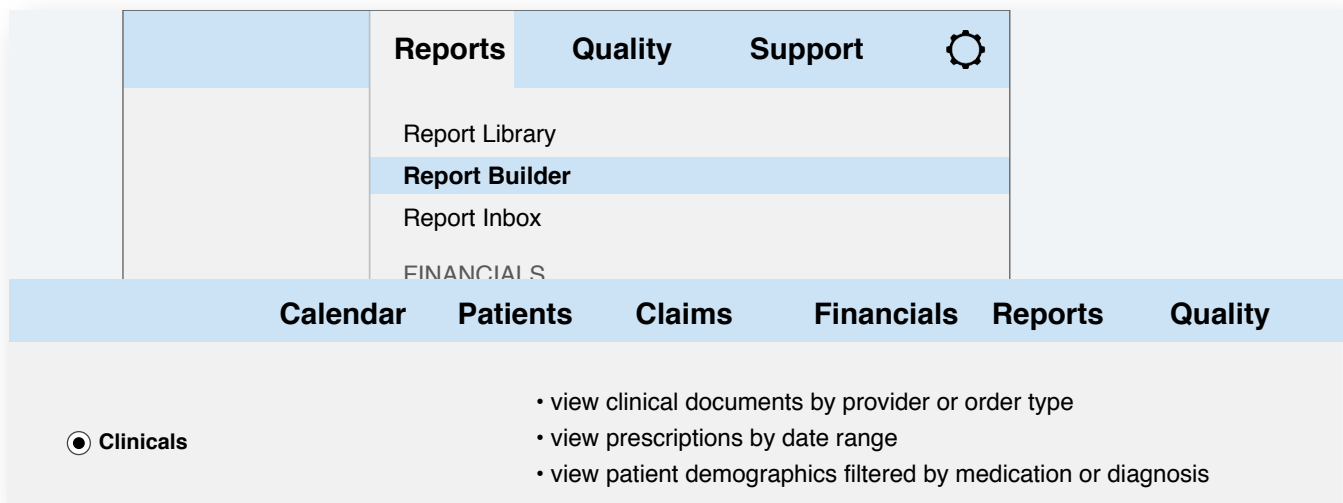 Reports Quality Support
Report Library
Report Builder
Report Inbox
FINANCIALS
Calendar Patients Claims Financials Reports Quality
• view clinical documents by provider or order type
Clinicals
• view prescriptions by date range
• view patient demographics filtered by medication or diagnosis